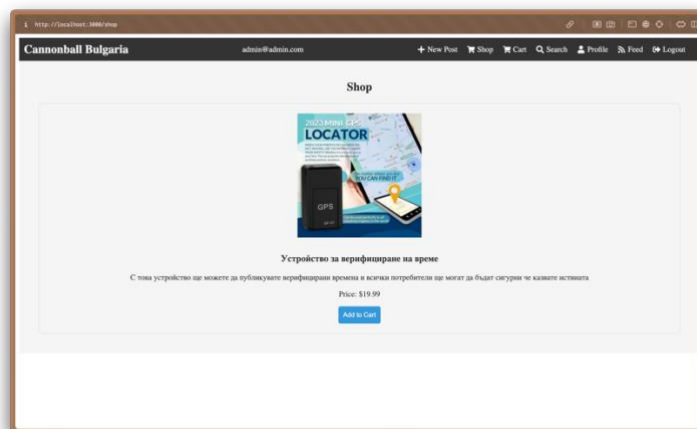 http://localhost:3000/shop
Cannonball Bulgaria
admin@admin.com
New Post
Shop
Cart
Search
Profile
Feed
Logout
Shop
2023 MINI GPS
LOCATOR
YOU CAN FIND IT
GPS
Устройство за верифициране на време
С това устройство ще можете да публикувате верифицирани времена и всички потребители ще могат да бъдат сигурни че казвате истината
Price: $19.99
Add to Cart